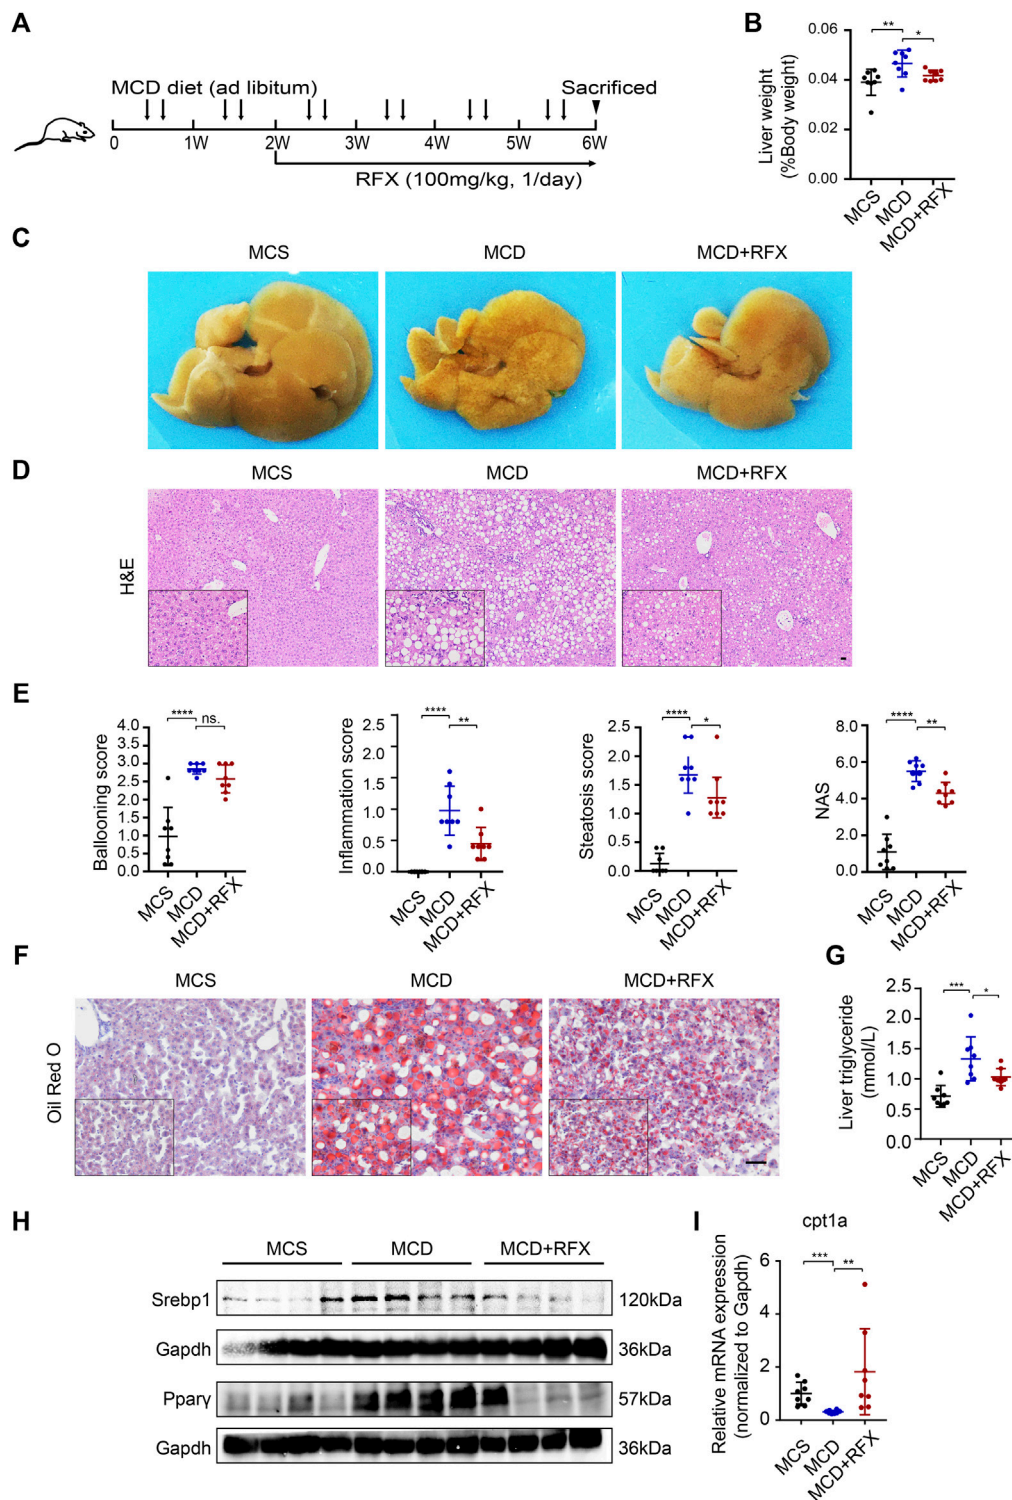 A
MCD diet (ad libitum)
Sacrificed
0 1W 2W 3W 4W 5W 6W
RFX (100mg/kg, 1/day)
B
Liver weight
(%Body weight)
0.06
0.04
0.02
0.00
** *
MCS MCD MCD+RFX
C
MCS MCD MCD+RFX
D
MCS MCD MCD+RFX
H&E
E
Ballooning score
4.0
3.5
3.0
2.5
2.0
1.5
1.0
0.5
0.0
**** ns.
MCS MCD MCD+RFX
Inflammation score
2.5
2.0
1.5
1.0
0.5
0.0
**** **
MCS MCD MCD+RFX
Steatosis score
2.5
2.0
1.5
1.0
0.5
0.0
**** *
MCS MCD MCD+RFX
NAS
8.0
6.0
4.0
2.0
0.0
**** **
MCS MCD MCD+RFX
F
MCS MCD MCD+RFX
Oil Red O
G
Liver triglyceride
(mmol/L)
2.5
2.0
1.5
1.0
0.5
0.0
*** *
MCS MCD MCD+RFX
H
MCS MCD MCD+RFX
Srebp1 120kDa
Gapdh 36kDa
Pparγ 57kDa
Gapdh 36kDa
I
cpt1a
Relative mRNA expression
(normalized to Gapdh)
6
4
2
0
*** **
MCS MCD MCD+RFX